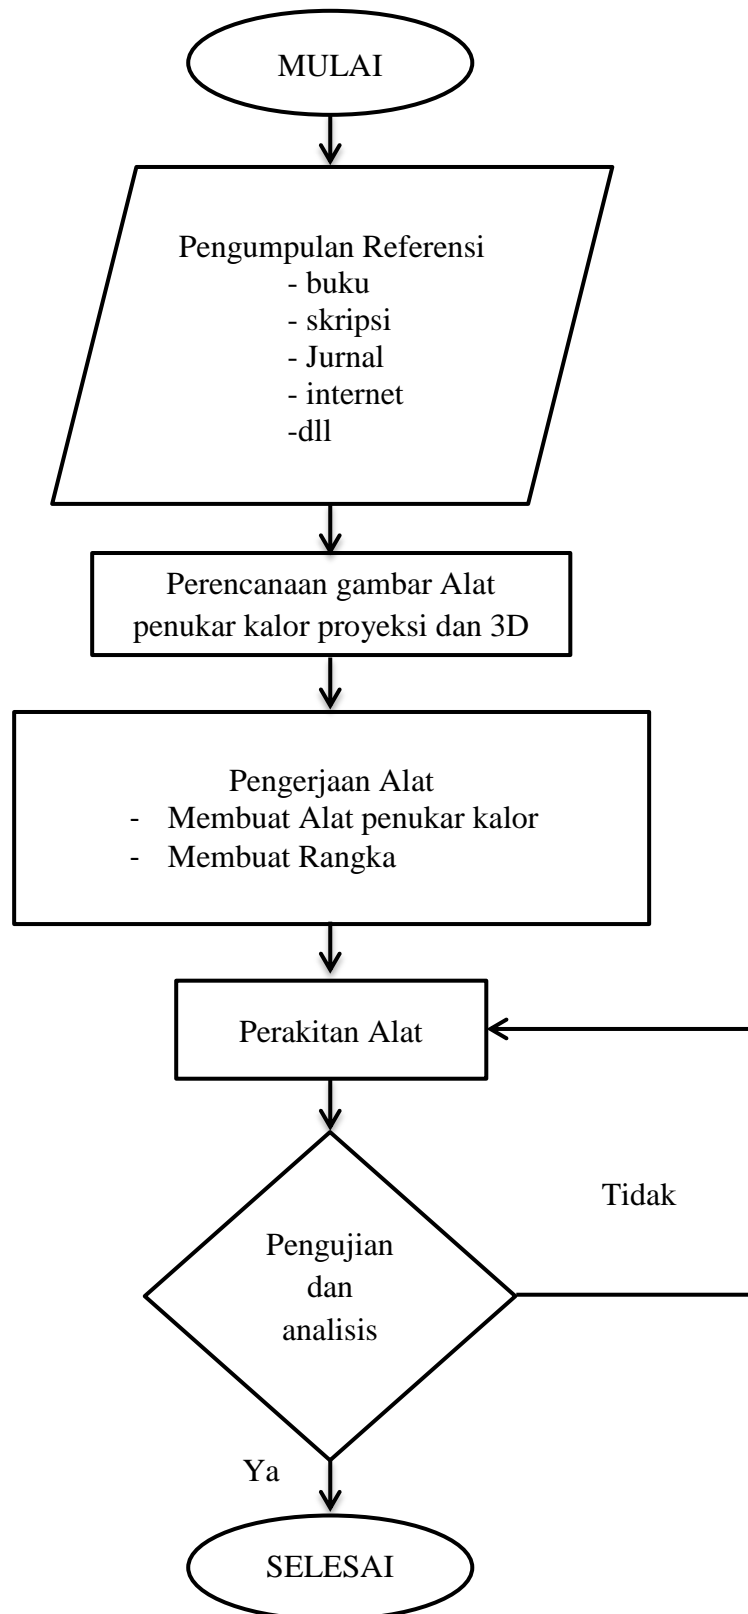 MULAI
Pengumpulan Referensi
- buku
- skripsi
- Jurnal
- internet
-dll
Perencanaan gambar Alat
penukar kalor proyeksi dan 3D
Pengerjaan Alat
- Membuat Alat penukar kalor
- Membuat Rangka
Perakitan Alat
Tidak
Pengujian
dan
analisis
Ya
SELESAI